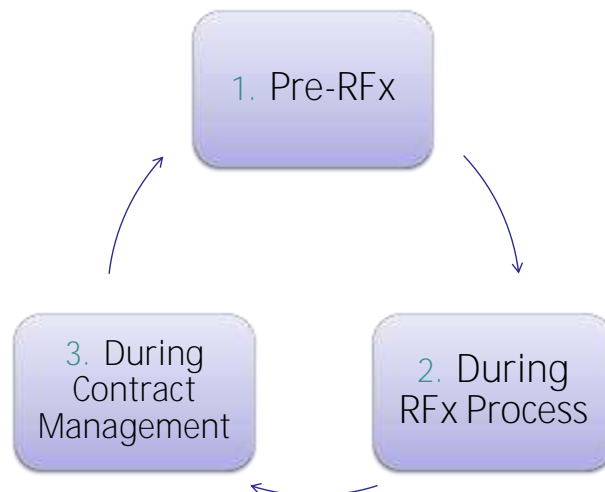 1. Pre-RFx
2. During
RFx Process
3. During
Contract
Management